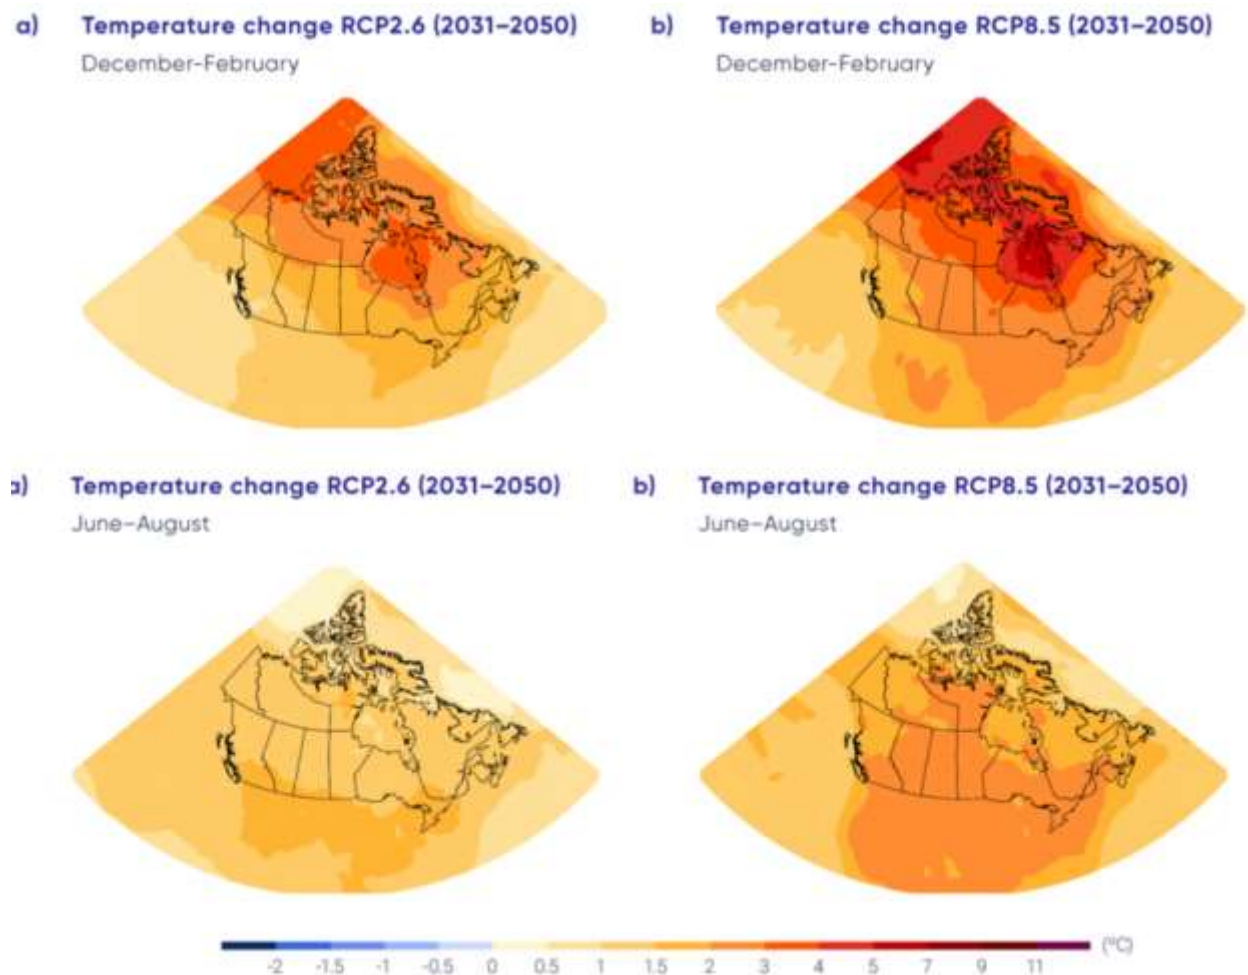 a) Temperature change RCP2.6 (2031–2050)
December-February
b) Temperature change RCP8.5 (2031–2050)
December-February
a) Temperature change RCP2.6 (2031–2050)
June–August
b) Temperature change RCP8.5 (2031–2050)
June–August
-2 -1.5 -1 -0.5 0 0.5 1 1.5 2 3 4 5 7 9 11 (°C)